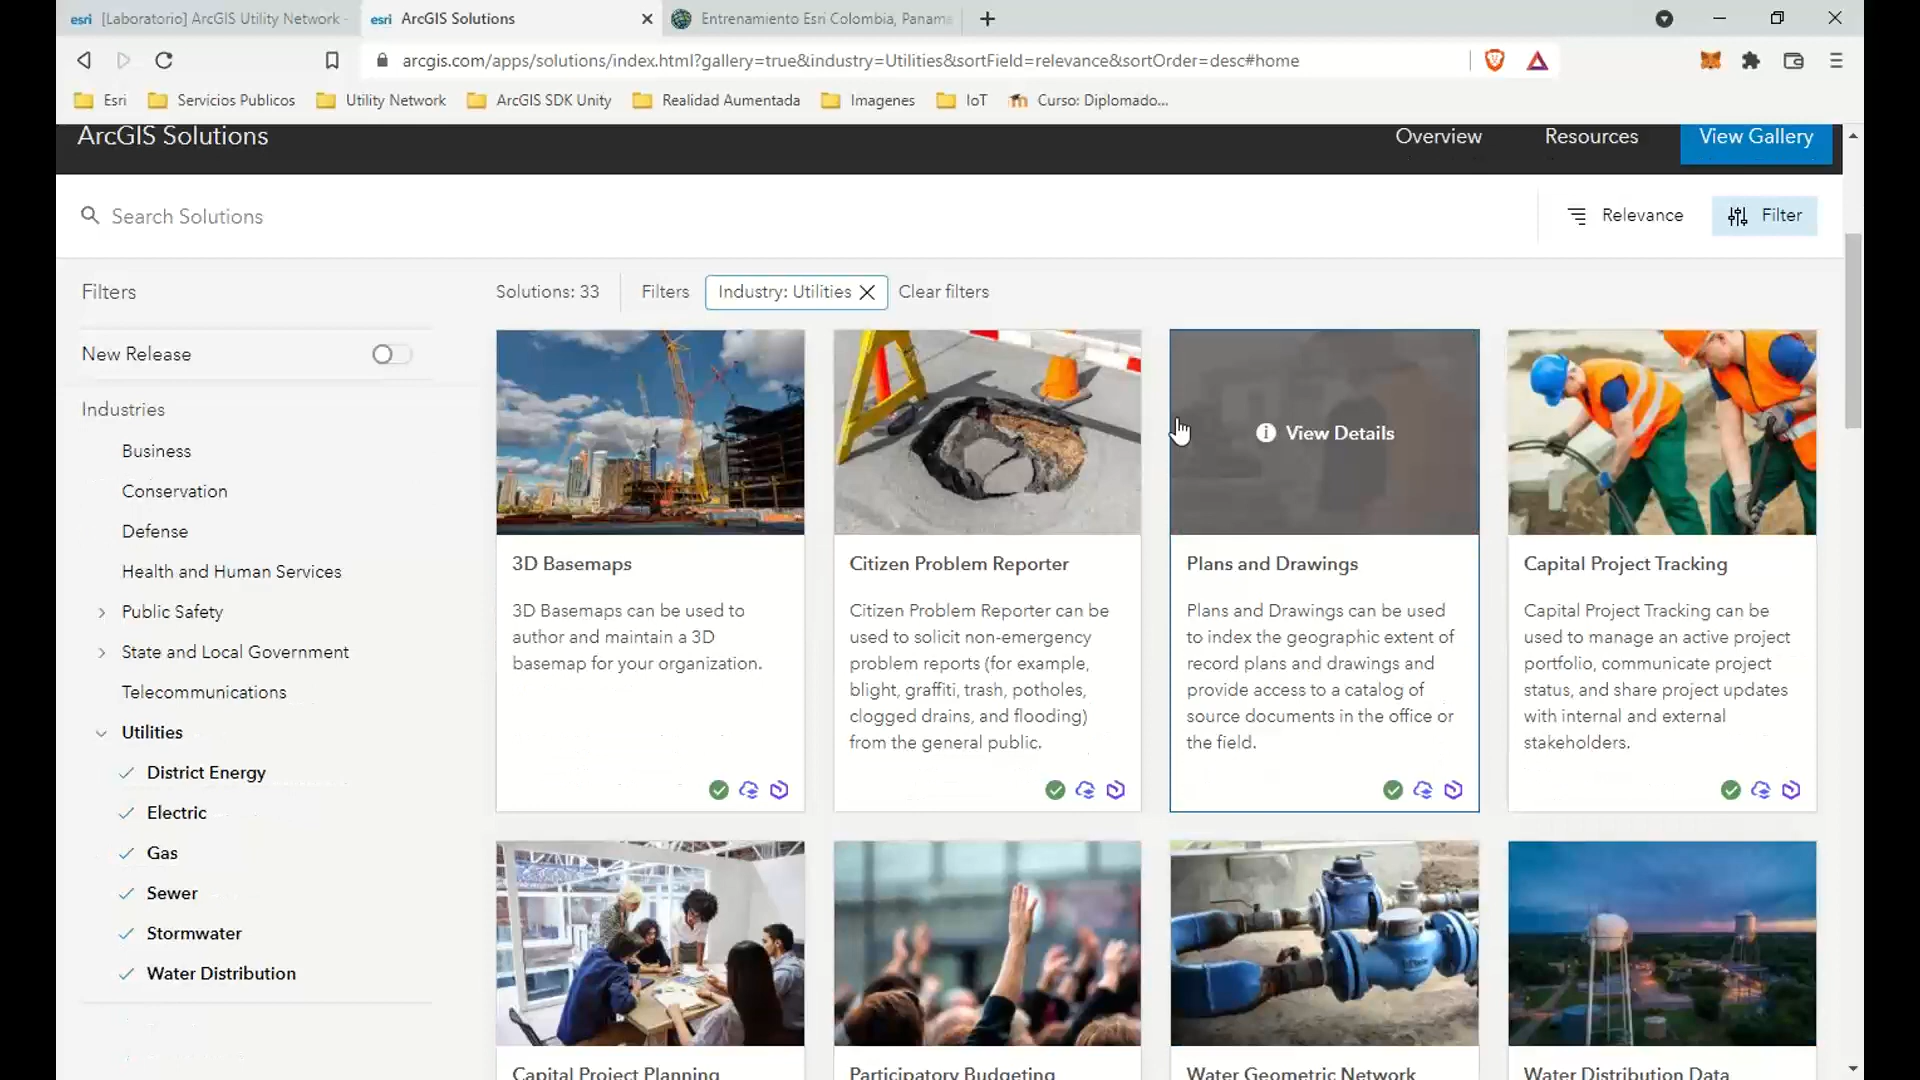 esri [Laboratorio] ArcGIS Utility Network -
esri ArcGIS Solutions
Entrenamiento Esri Colombia, Panama
arcgis.com/apps/solutions/index.html?gallery=true&industry=Utilities&sortField=relevance&sortOrder=desc#home
Esri
Servicios Publicos
Utility Network
ArcGIS SDK Unity
Realidad Aumentada
Imagenes
IoT
Curso: Diplomado...
ArcGIS Solutions
Overview
Resources
View Gallery
Search Solutions
Relevance
Filter
Filters
Solutions: 33
Filters
Industry: Utilities
Clear filters
New Release
Industries
Business
Conservation
Defense
Health and Human Services
Public Safety
State and Local Government
Telecommunications
Utilities
District Energy
Electric
Gas
Sewer
Stormwater
Water Distribution
3D Basemaps
3D Basemaps can be used to
author and maintain a 3D
basemap for your organization.
Citizen Problem Reporter
Citizen Problem Reporter can be
used to solicit non-emergency
problem reports (for example,
blight, graffiti, trash, potholes,
clogged drains, and flooding)
from the general public.
View Details
Plans and Drawings
Plans and Drawings can be used
to index the geographic extent of
record plans and drawings and
provide access to a catalog of
source documents in the office or
the field.
Capital Project Tracking
Capital Project Tracking can be
used to manage an active project
portfolio, communicate project
status, and share project updates
with internal and external
stakeholders.
Capital Project Planning
Participatory Budgeting
Water Geometric Network
Water Distribution Data